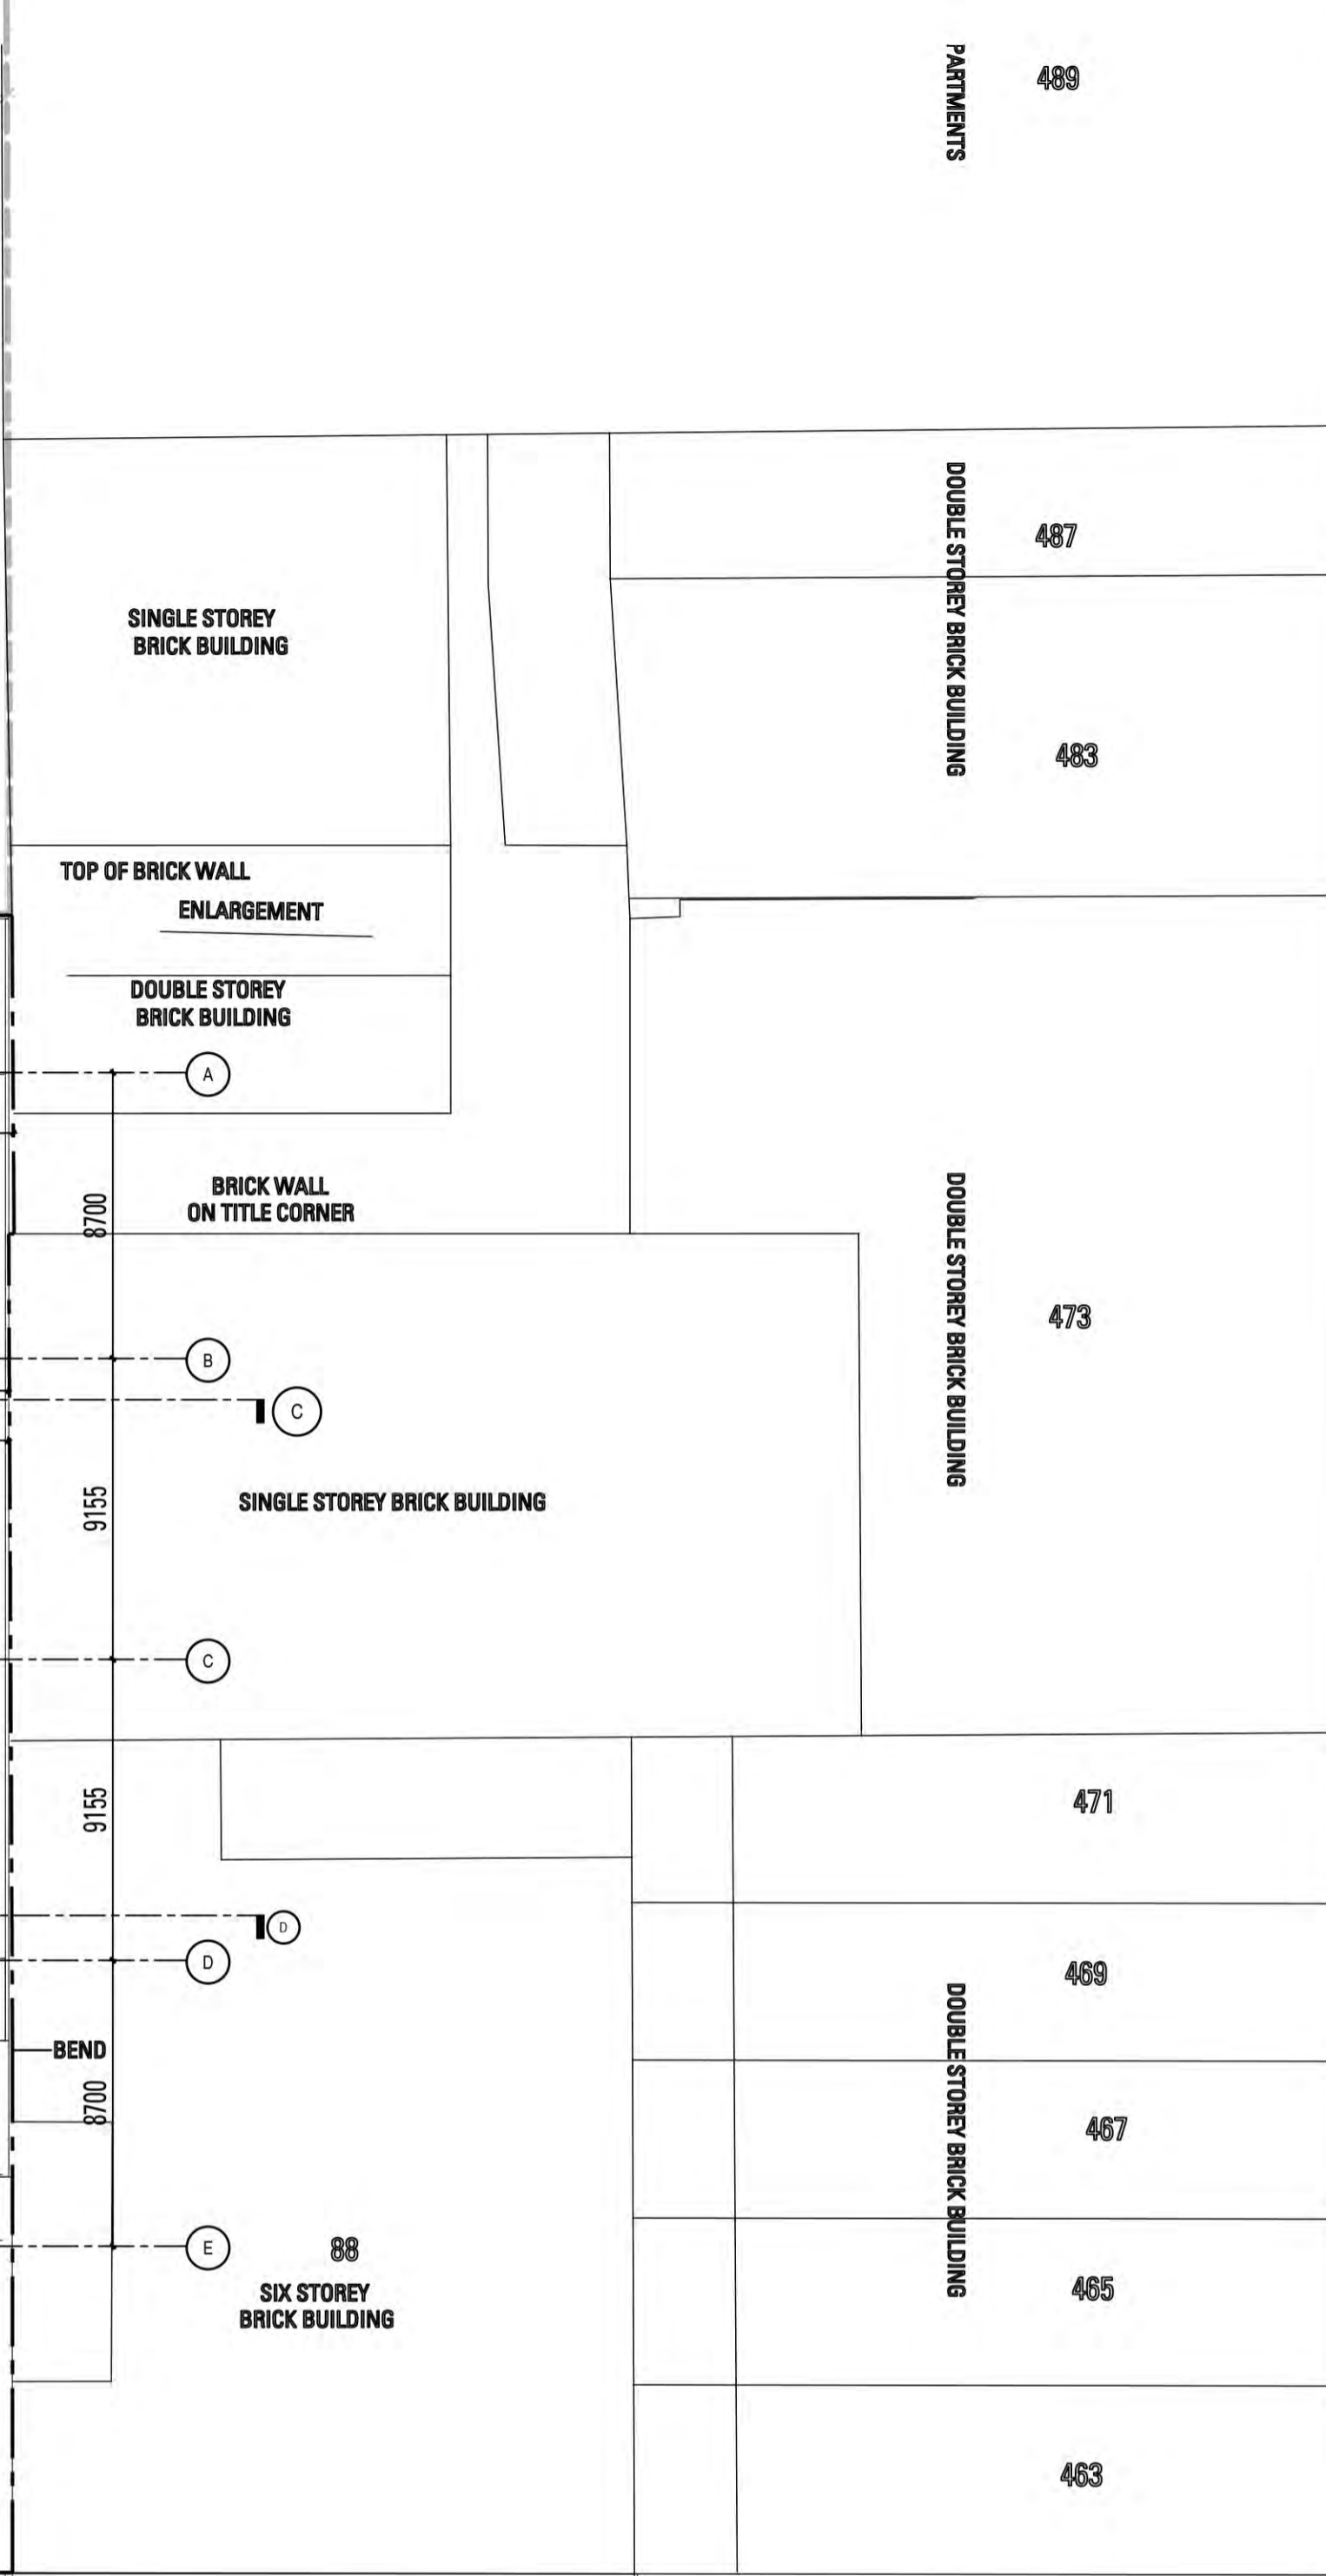 PARTMENTS
489
DOUBLE STOREY BRICK BUILDING
487
483
SINGLE STOREY
BRICK BUILDING
TOP OF BRICK WALL
ENLARGEMENT
DOUBLE STOREY
BRICK BUILDING
A
8700
BRICK WALL
ON TITLE CORNER
DOUBLE STOREY BRICK BUILDING
473
B
C
9155
SINGLE STOREY BRICK BUILDING
C
9155
471
D
D
469
BEND
8700
DOUBLE STOREY BRICK BUILDING
467
E
88
SIX STOREY
BRICK BUILDING
465
463